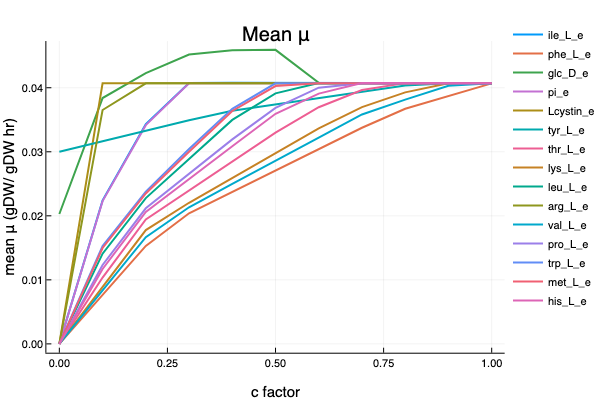 Mean µ
mean µ (gDW/ gDW hr)
0.04
0.03
0.02
0.01
0.00
0.00
0.25
0.50
0.75
1.00
c factor
ile_L_e
phe_L_e
glc_D_e
pi_e
Lcystin_e
tyr_L_e
thr_L_e
lys_L_e
leu_L_e
arg_L_e
val_L_e
pro_L_e
trp_L_e
met_L_e
his_L_e